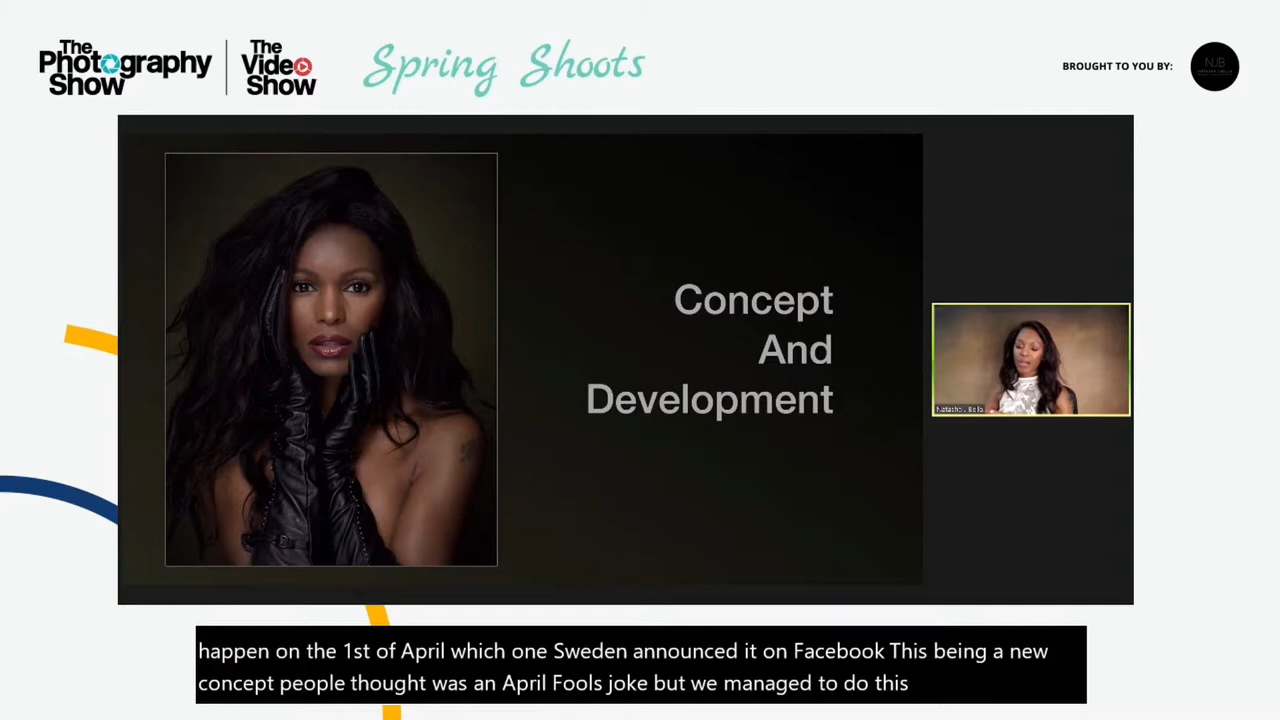 The
Photography
Show
The
Video
Show
Spring Shoots
BROUGHT TO YOU BY:
NJB
Concept
And
Development
happen on the 1st of April which one Sweden announced it on Facebook This being a new
concept people thought was an April Fools joke but we managed to do this